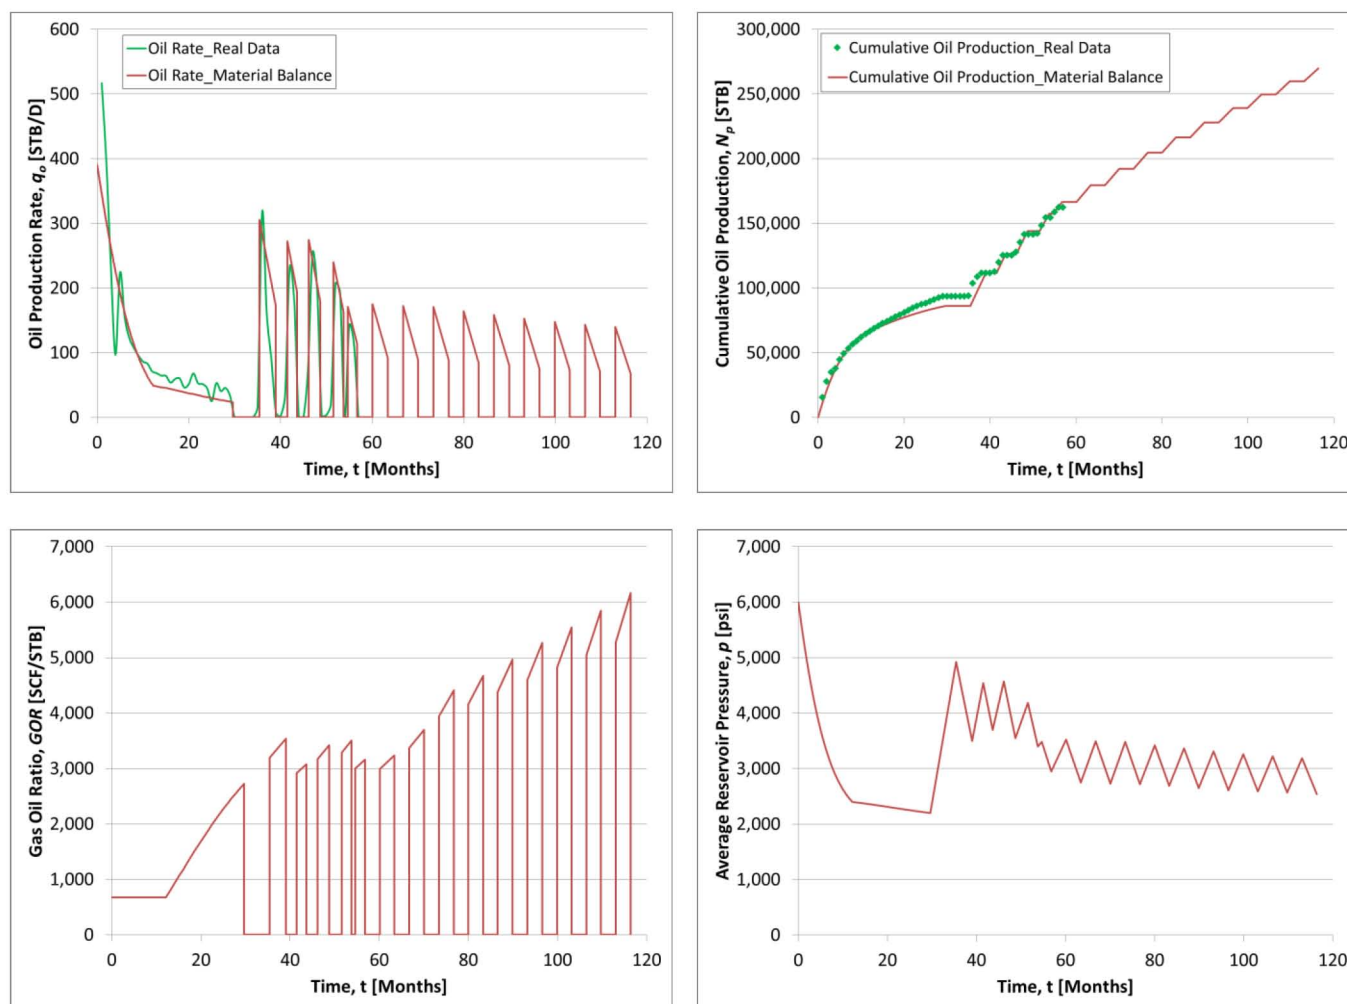 600
500
400
300
200
100
0
0 20 40 60 80 100 120
Oil Production Rate, qo [STB/D]
Time, t [Months]
Oil Rate_Real Data
Oil Rate_Material Balance
300,000
250,000
200,000
150,000
100,000
50,000
0
0 20 40 60 80 100 120
Cumulative Oil Production, Np [STB]
Time, t [Months]
Cumulative Oil Production_Real Data
Cumulative Oil Production_Material Balance
7,000
6,000
5,000
4,000
3,000
2,000
1,000
0
0 20 40 60 80 100 120
Gas Oil Ratio, GOR [SCF/STB]
Time, t [Months]
7,000
6,000
5,000
4,000
3,000
2,000
1,000
0
0 20 40 60 80 100 120
Average Reservoir Pressure, p [psi]
Time, t [Months]